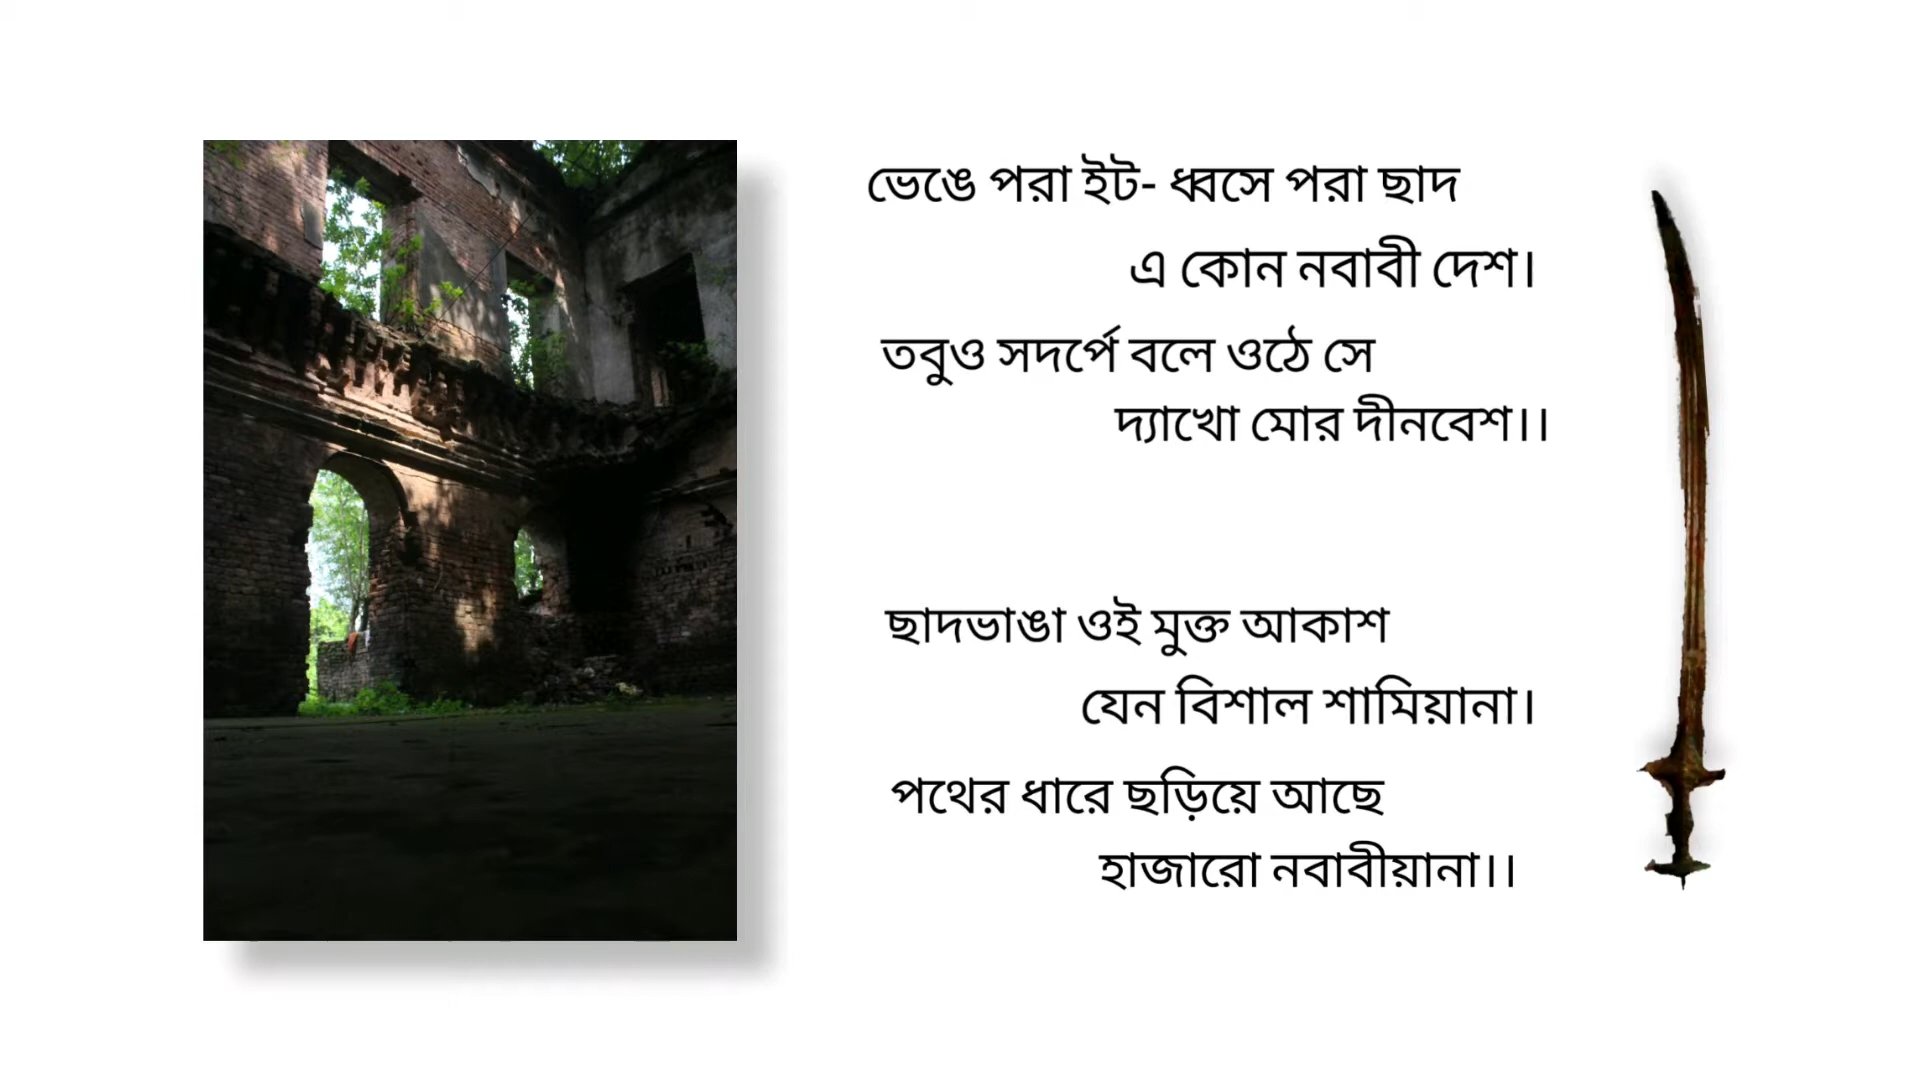 ভেঙে পরা ইট- ধ্বসে পরা ছাদ
এ কোন নবাবী দেশ।
তবুও সদর্পে বলে ওঠে সে
দ্যাখো মোর দীনবেশ।।
ছাদভাঙা ওই মুক্ত আকাশ
যেন বিশাল শামিয়ানা।
পথের ধারে ছড়িয়ে আছে
হাজারো নবাবীয়ানা।।